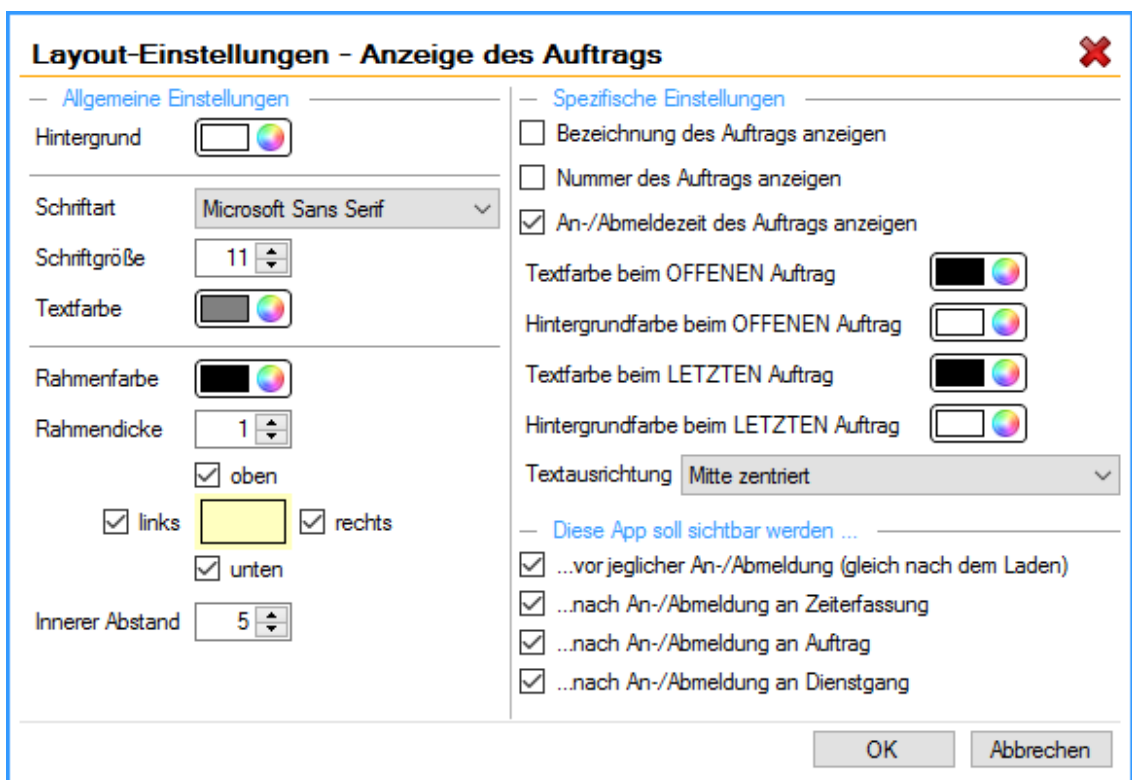 Layout-Einstellungen - Anzeige des Auftrags
Allgemeine Einstellungen
Hintergrund
Schriftart Microsoft Sans Serif
Schriftgröße 11
Textfarbe
Rahmenfarbe
Rahmendicke 1
oben
links rechts
unten
Innerer Abstand 5
Spezifische Einstellungen
Bezeichnung des Auftrags anzeigen
Nummer des Auftrags anzeigen
An-/Abmeldezeit des Auftrags anzeigen
Textfarbe beim OFFENEN Auftrag
Hintergrundfarbe beim OFFENEN Auftrag
Textfarbe beim LETZTEN Auftrag
Hintergrundfarbe beim LETZTEN Auftrag
Textausrichtung Mitte zentriert
Diese App soll sichtbar werden ...
...vor jeglicher An-/Abmeldung (gleich nach dem Laden)
...nach An-/Abmeldung an Zeiterfassung
...nach An-/Abmeldung an Auftrag
...nach An-/Abmeldung an Dienstgang
OK Abbrechen